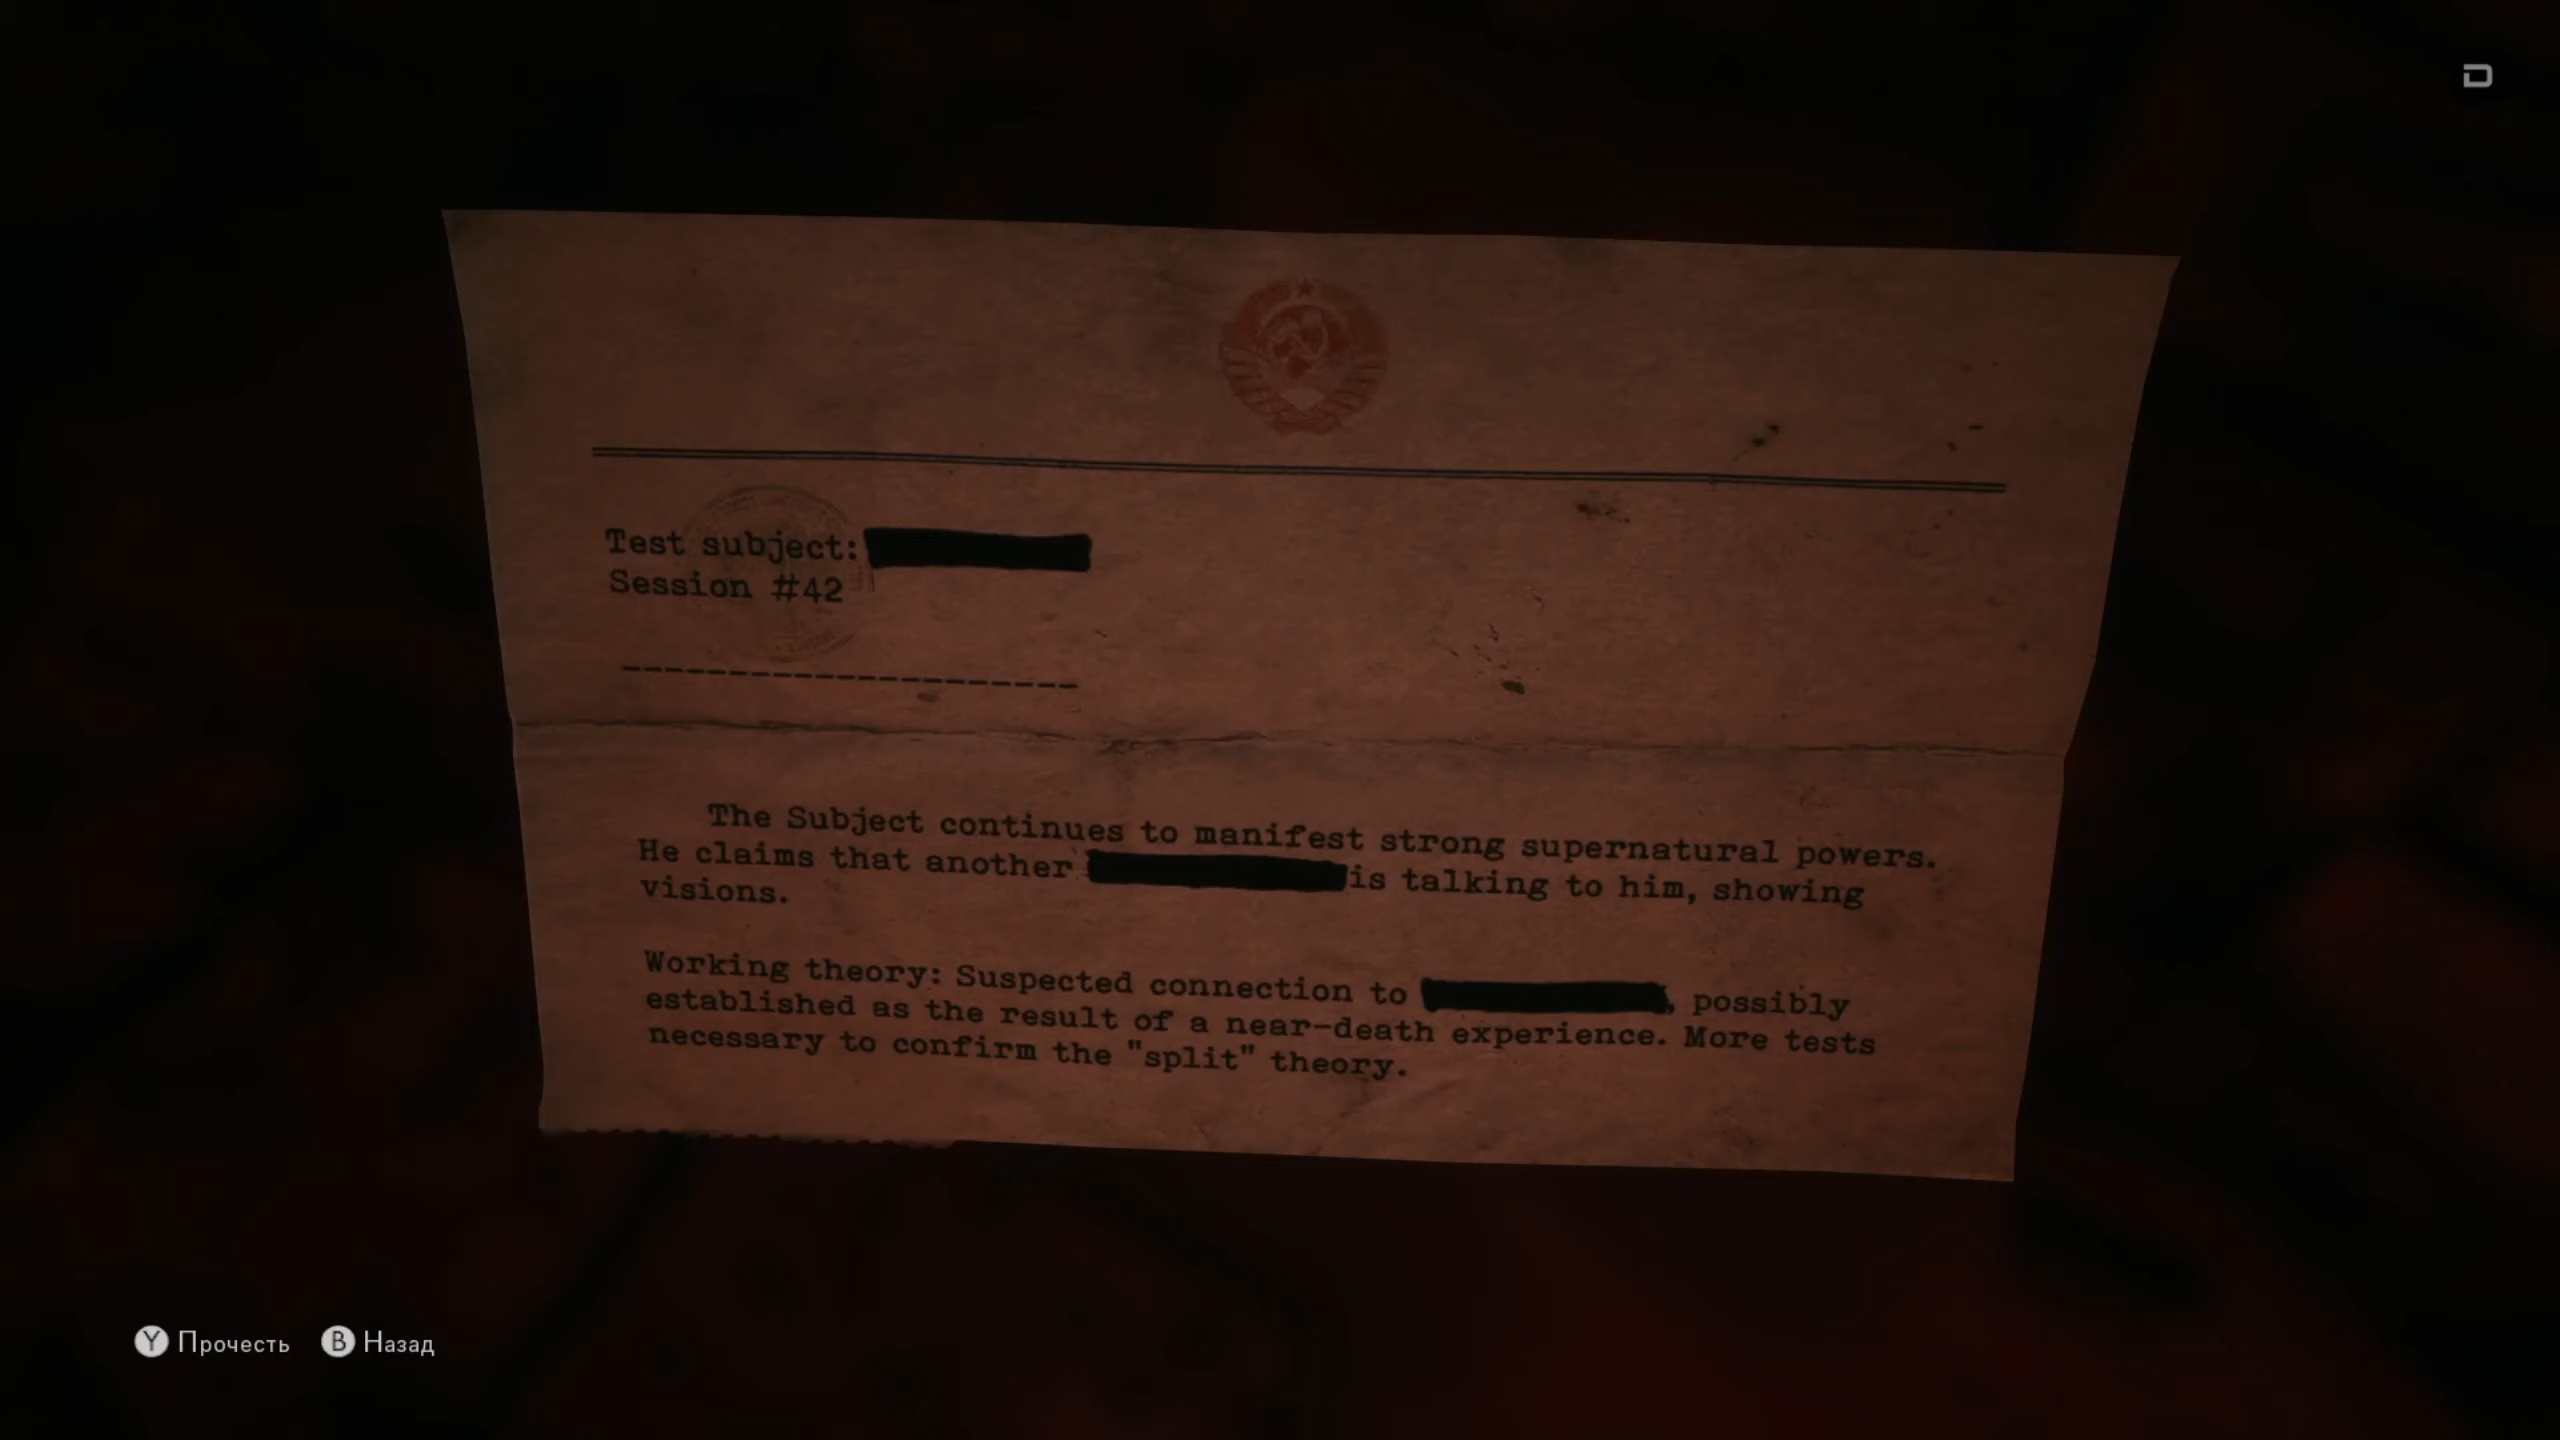 Test subject:
Session #42
The Subject continues to manifest strong supernatural powers.
He claims that another is talking to him, showing
visions.
Working theory: Suspected connection to , possibly
established as the result of a near-death experience. More tests
necessary to confirm the "split" theory.
Y Прочесть B Назад